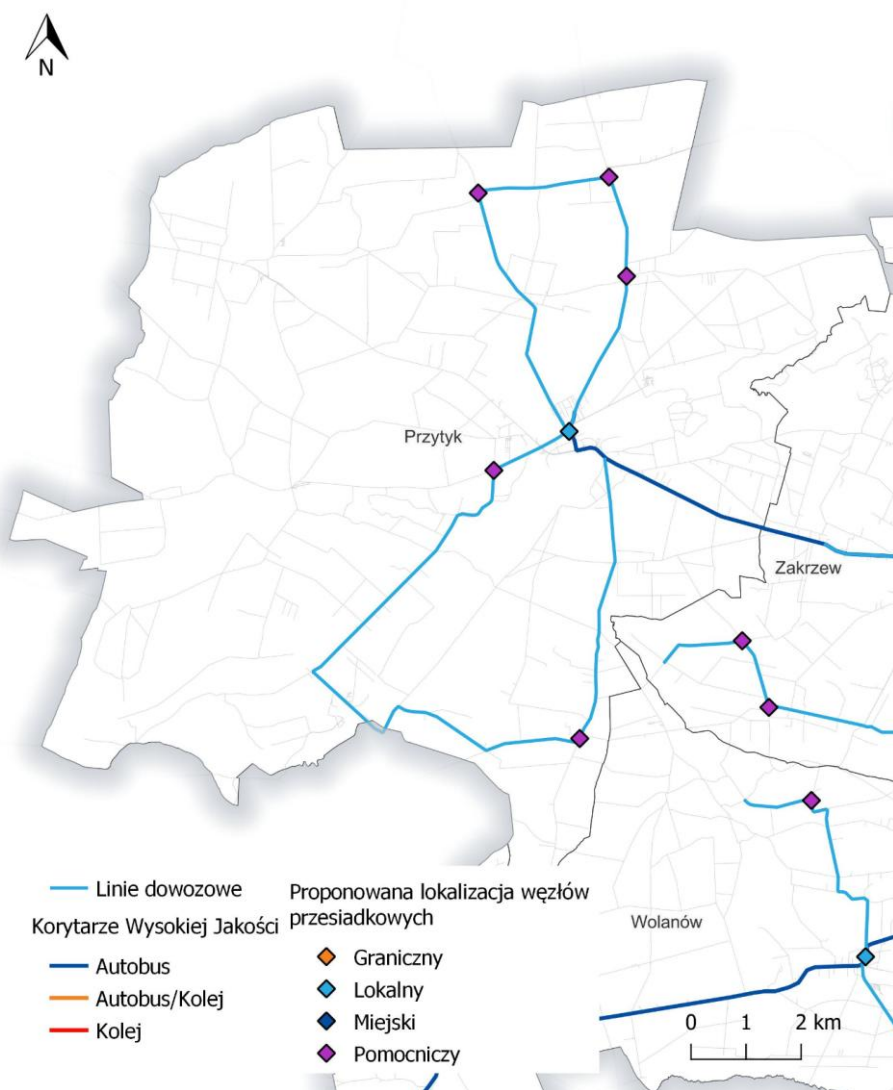 N
Przytyk
Zakrzew
Wolanów
Linie dowozowe
Korytarze Wysokiej Jakości
Autobus
Autobus/Kolej
Kolej
Proponowana lokalizacja węzłów
przesiadkowych
Graniczny
Lokalny
Miejski
Pomocniczy
0 1 2 km